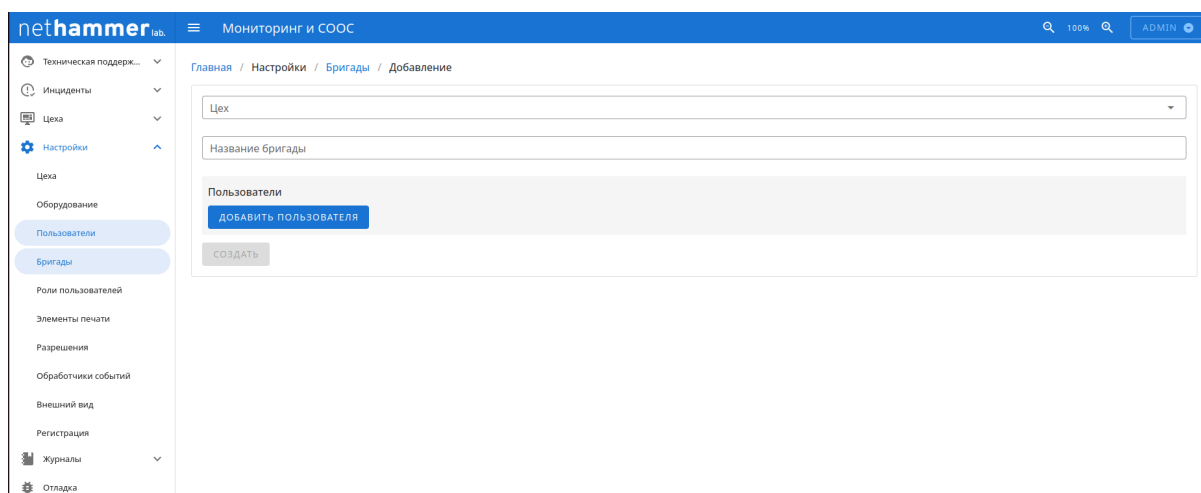 nethammer lab.
Мониторинг и СООС
100%
ADMIN
Техническая поддерж...
Инциденты
Цеха
Настройки
Цеха
Оборудование
Пользователи
Бригады
Роли пользователей
Элементы печати
Разрешения
Обработчики событий
Внешний вид
Регистрация
Журналы
Отладка
Главная / Настройки / Бригады / Добавление
Цех
Название бригады
Пользователи
ДОБАВИТЬ ПОЛЬЗОВАТЕЛЯ
СОЗДАТЬ